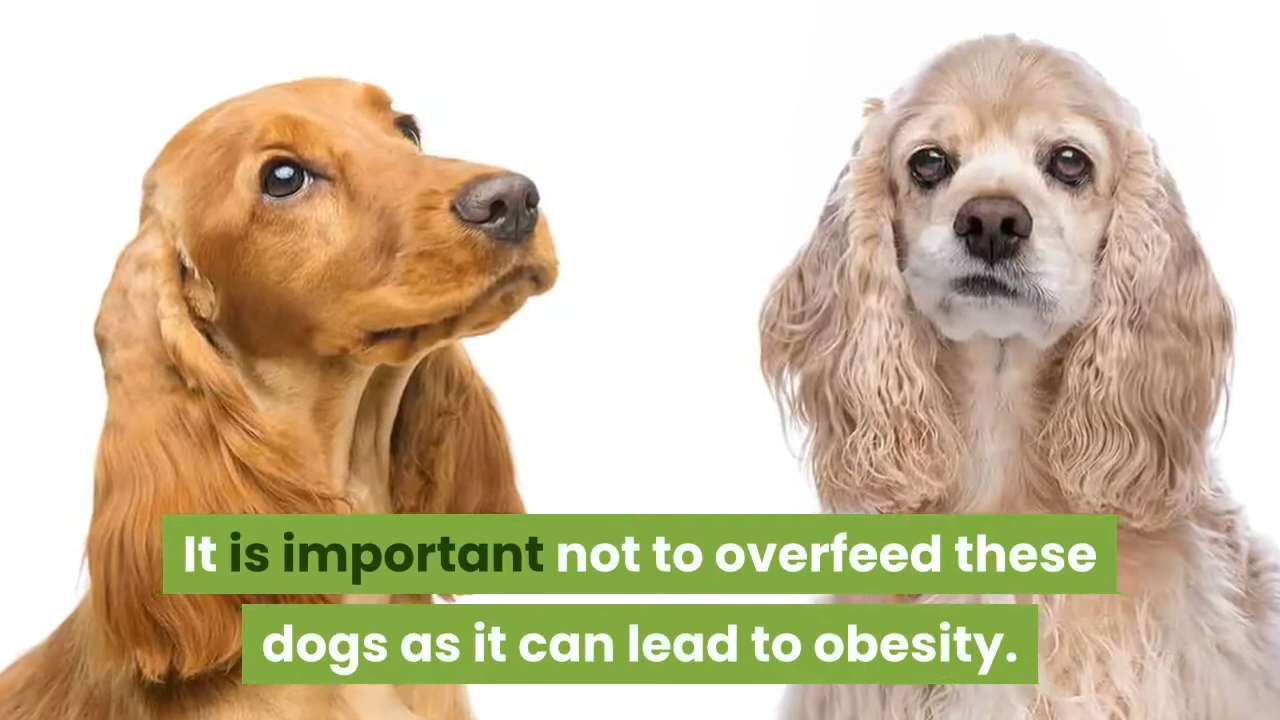 It is important not to overfeed these
dogs as it can lead to obesity.